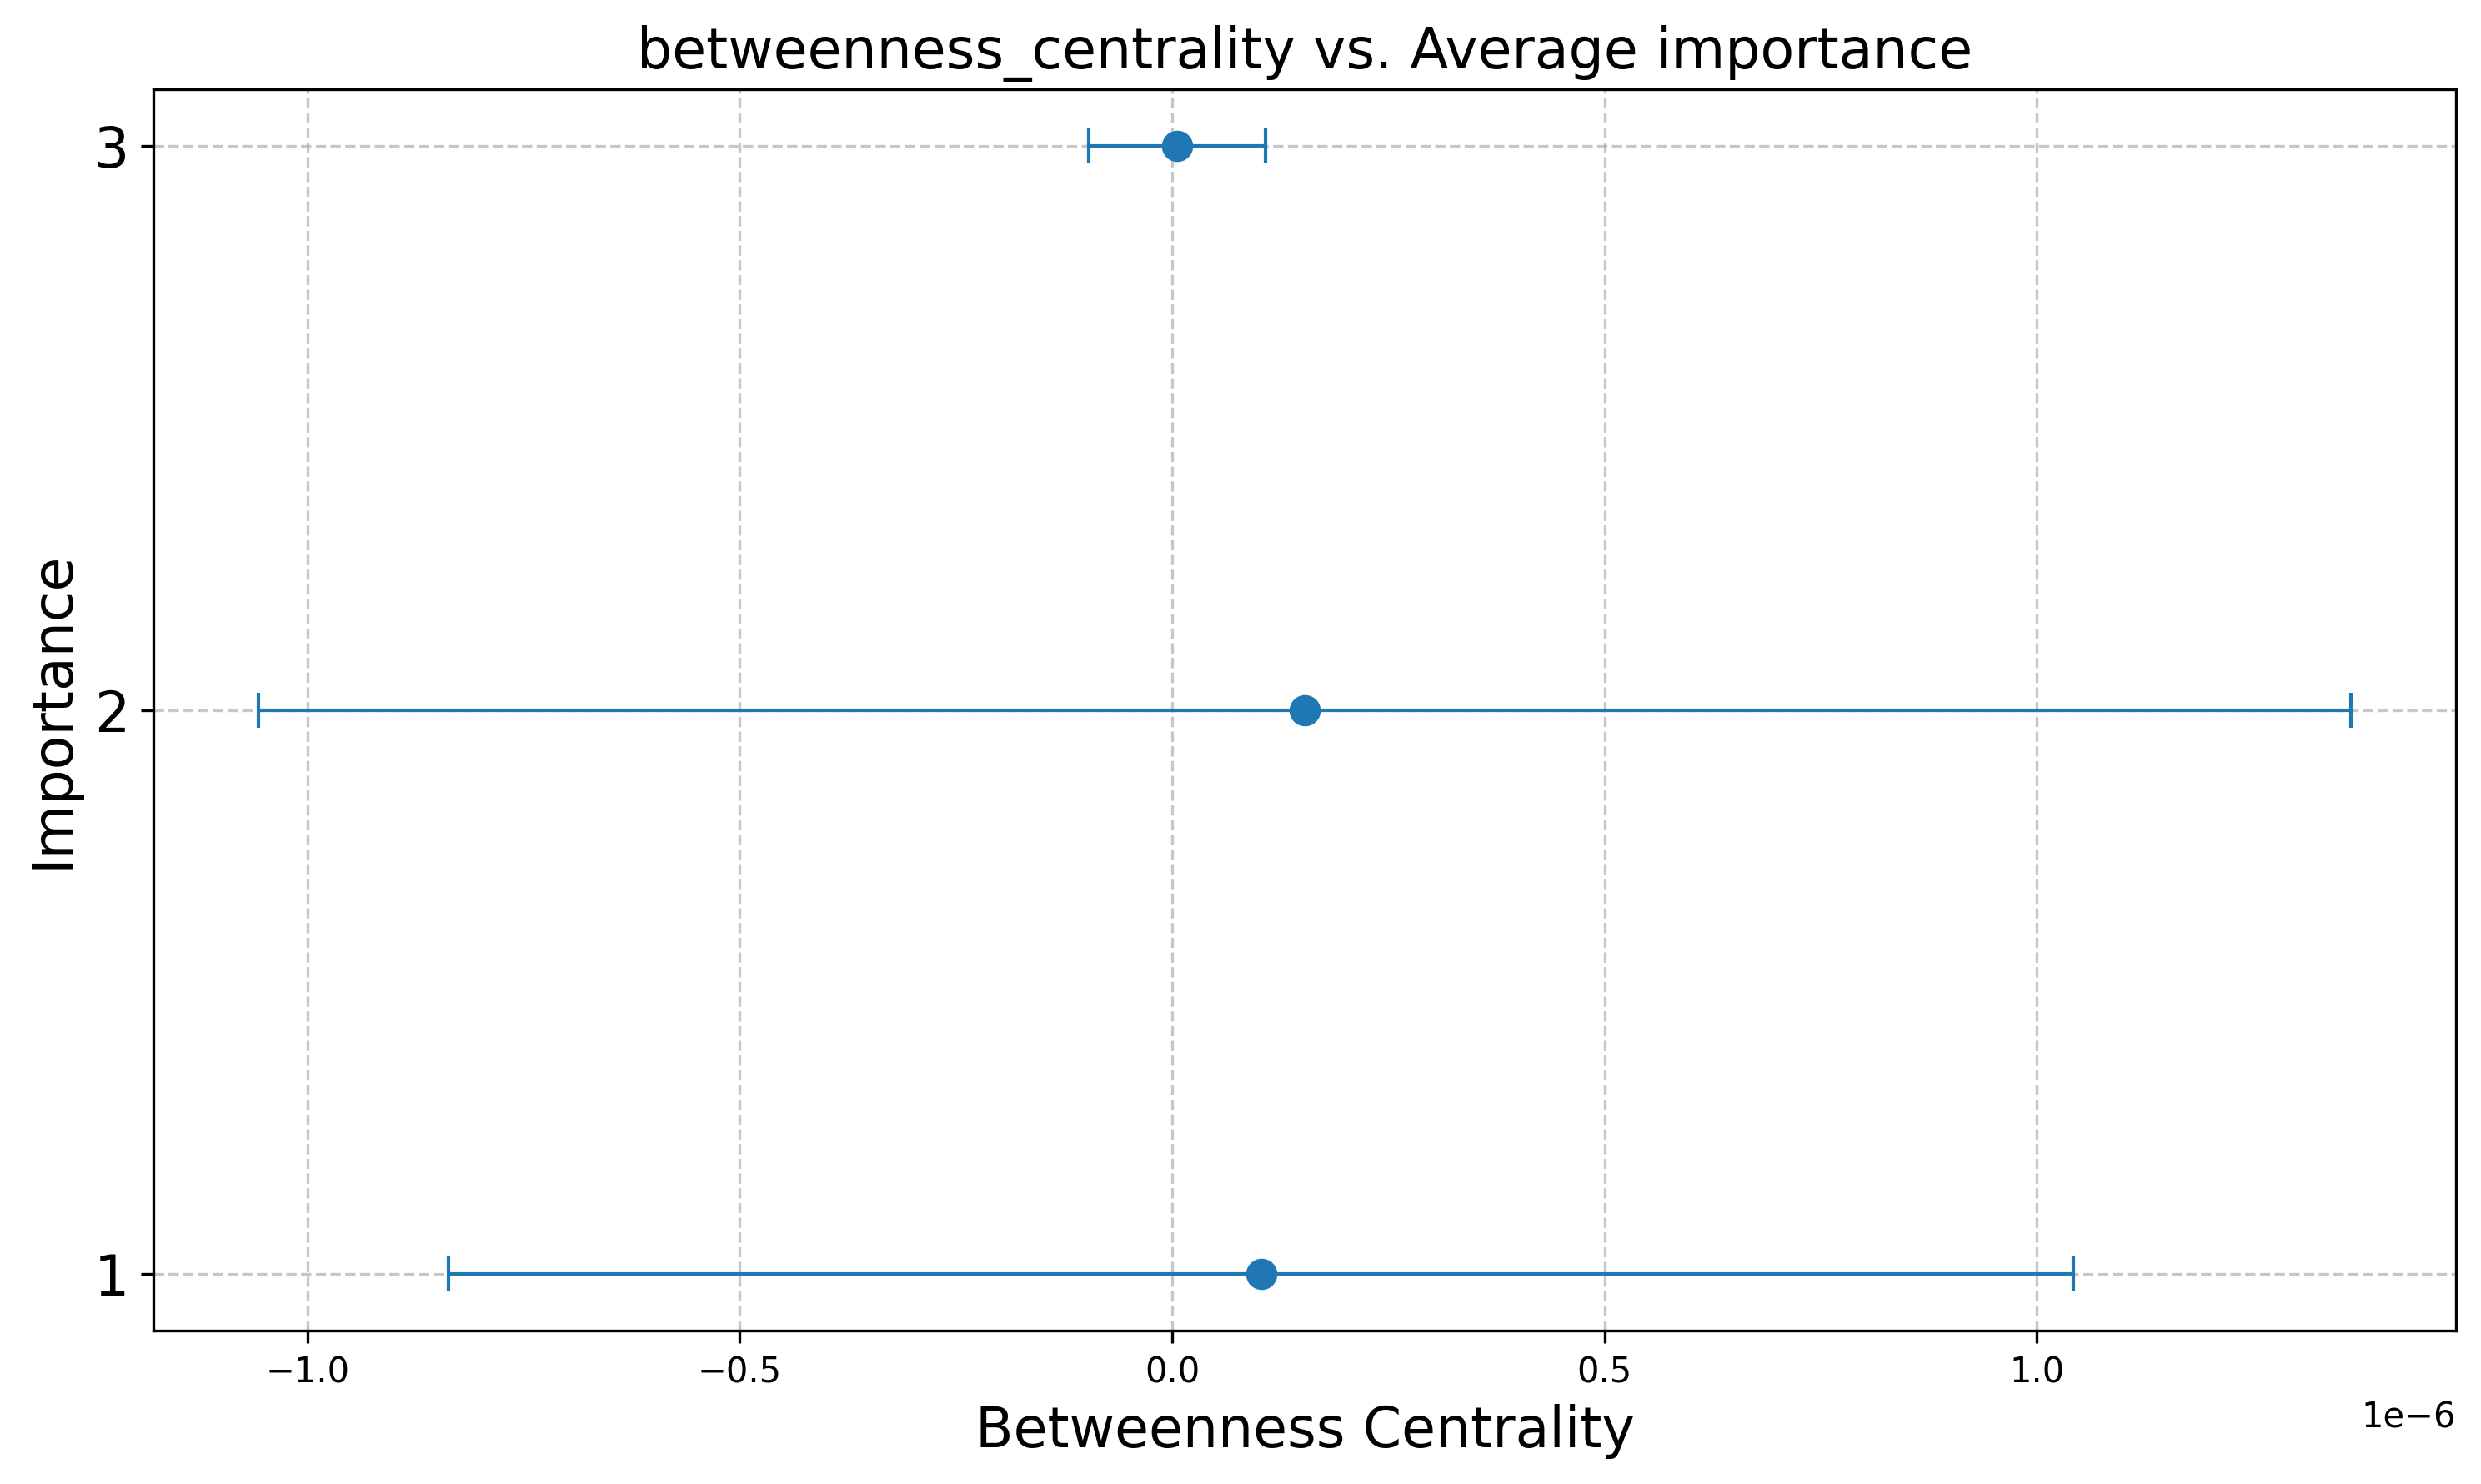 betweenness_centrality vs. Average importance
3
2
1
Importance
−1.0
−0.5
0.0
0.5
1.0
1e−6
Betweenness Centrality